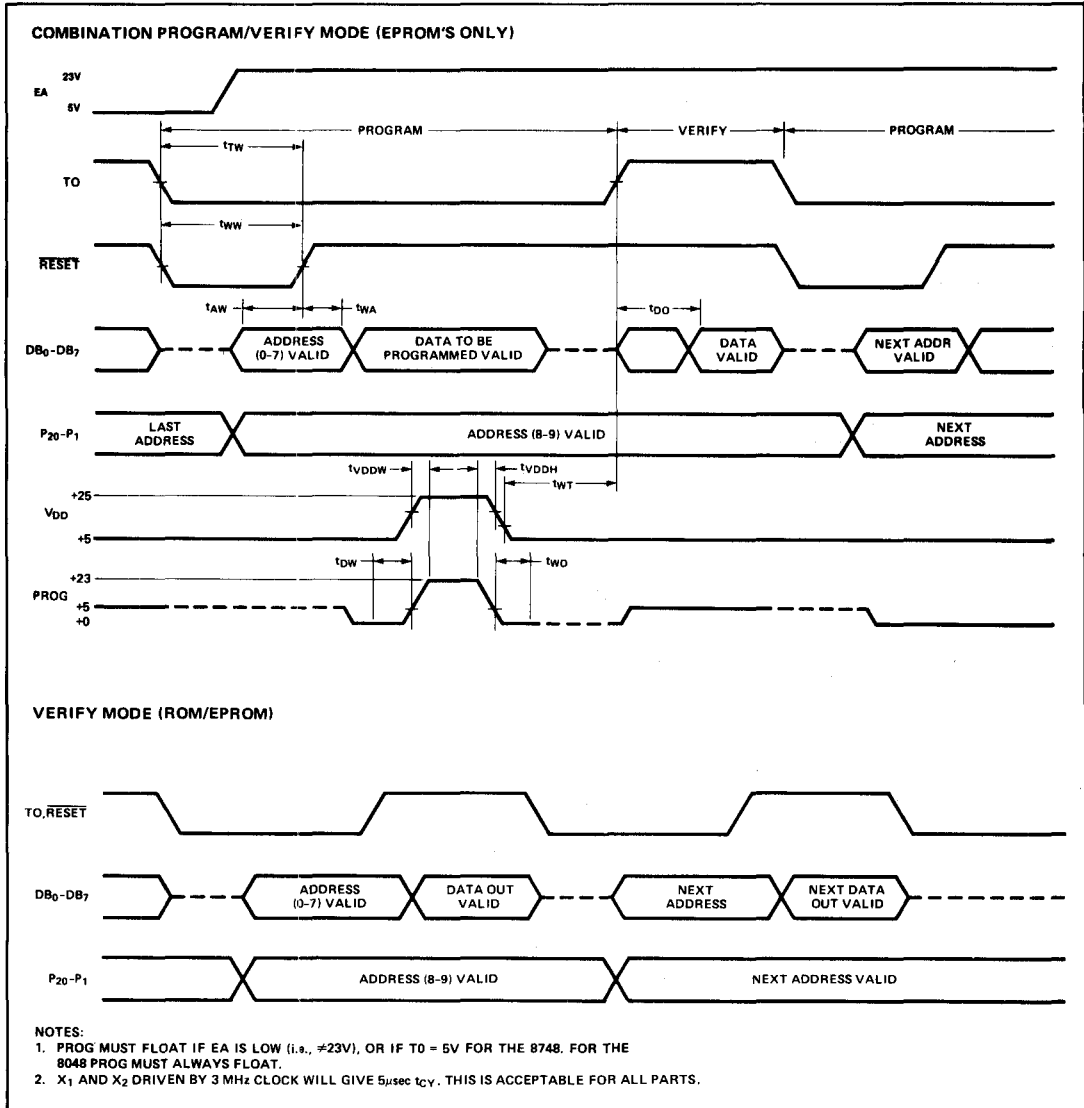 COMBINATION PROGRAM/VERIFY MODE (EPROM'S ONLY)
23V
EA
5V
PROGRAM
VERIFY
PROGRAM
tTW
TO
tWW
RESET
tAW
tWA
tDO
DB0-DB7
ADDRESS
(0-7) VALID
DATA TO BE
PROGRAMMED VALID
DATA
VALID
NEXT ADDR
VALID
P20-P1
LAST
ADDRESS
ADDRESS (8-9) VALID
NEXT
ADDRESS
tVDDW
tVDDH
tWT
+25
VDD
+5
tDW
tWO
+23
PROG
+5
+0
VERIFY MODE (ROM/EPROM)
TO,RESET
DB0-DB7
ADDRESS
(0-7) VALID
DATA OUT
VALID
NEXT
ADDRESS
NEXT DATA
OUT VALID
P20-P1
ADDRESS (8-9) VALID
NEXT ADDRESS VALID
NOTES:
1. PROG MUST FLOAT IF EA IS LOW (i.e., ≠23V), OR IF T0 = 5V FOR THE 8748. FOR THE
8048 PROG MUST ALWAYS FLOAT.
2. X1 AND X2 DRIVEN BY 3 MHz CLOCK WILL GIVE 5μsec tCY. THIS IS ACCEPTABLE FOR ALL PARTS.